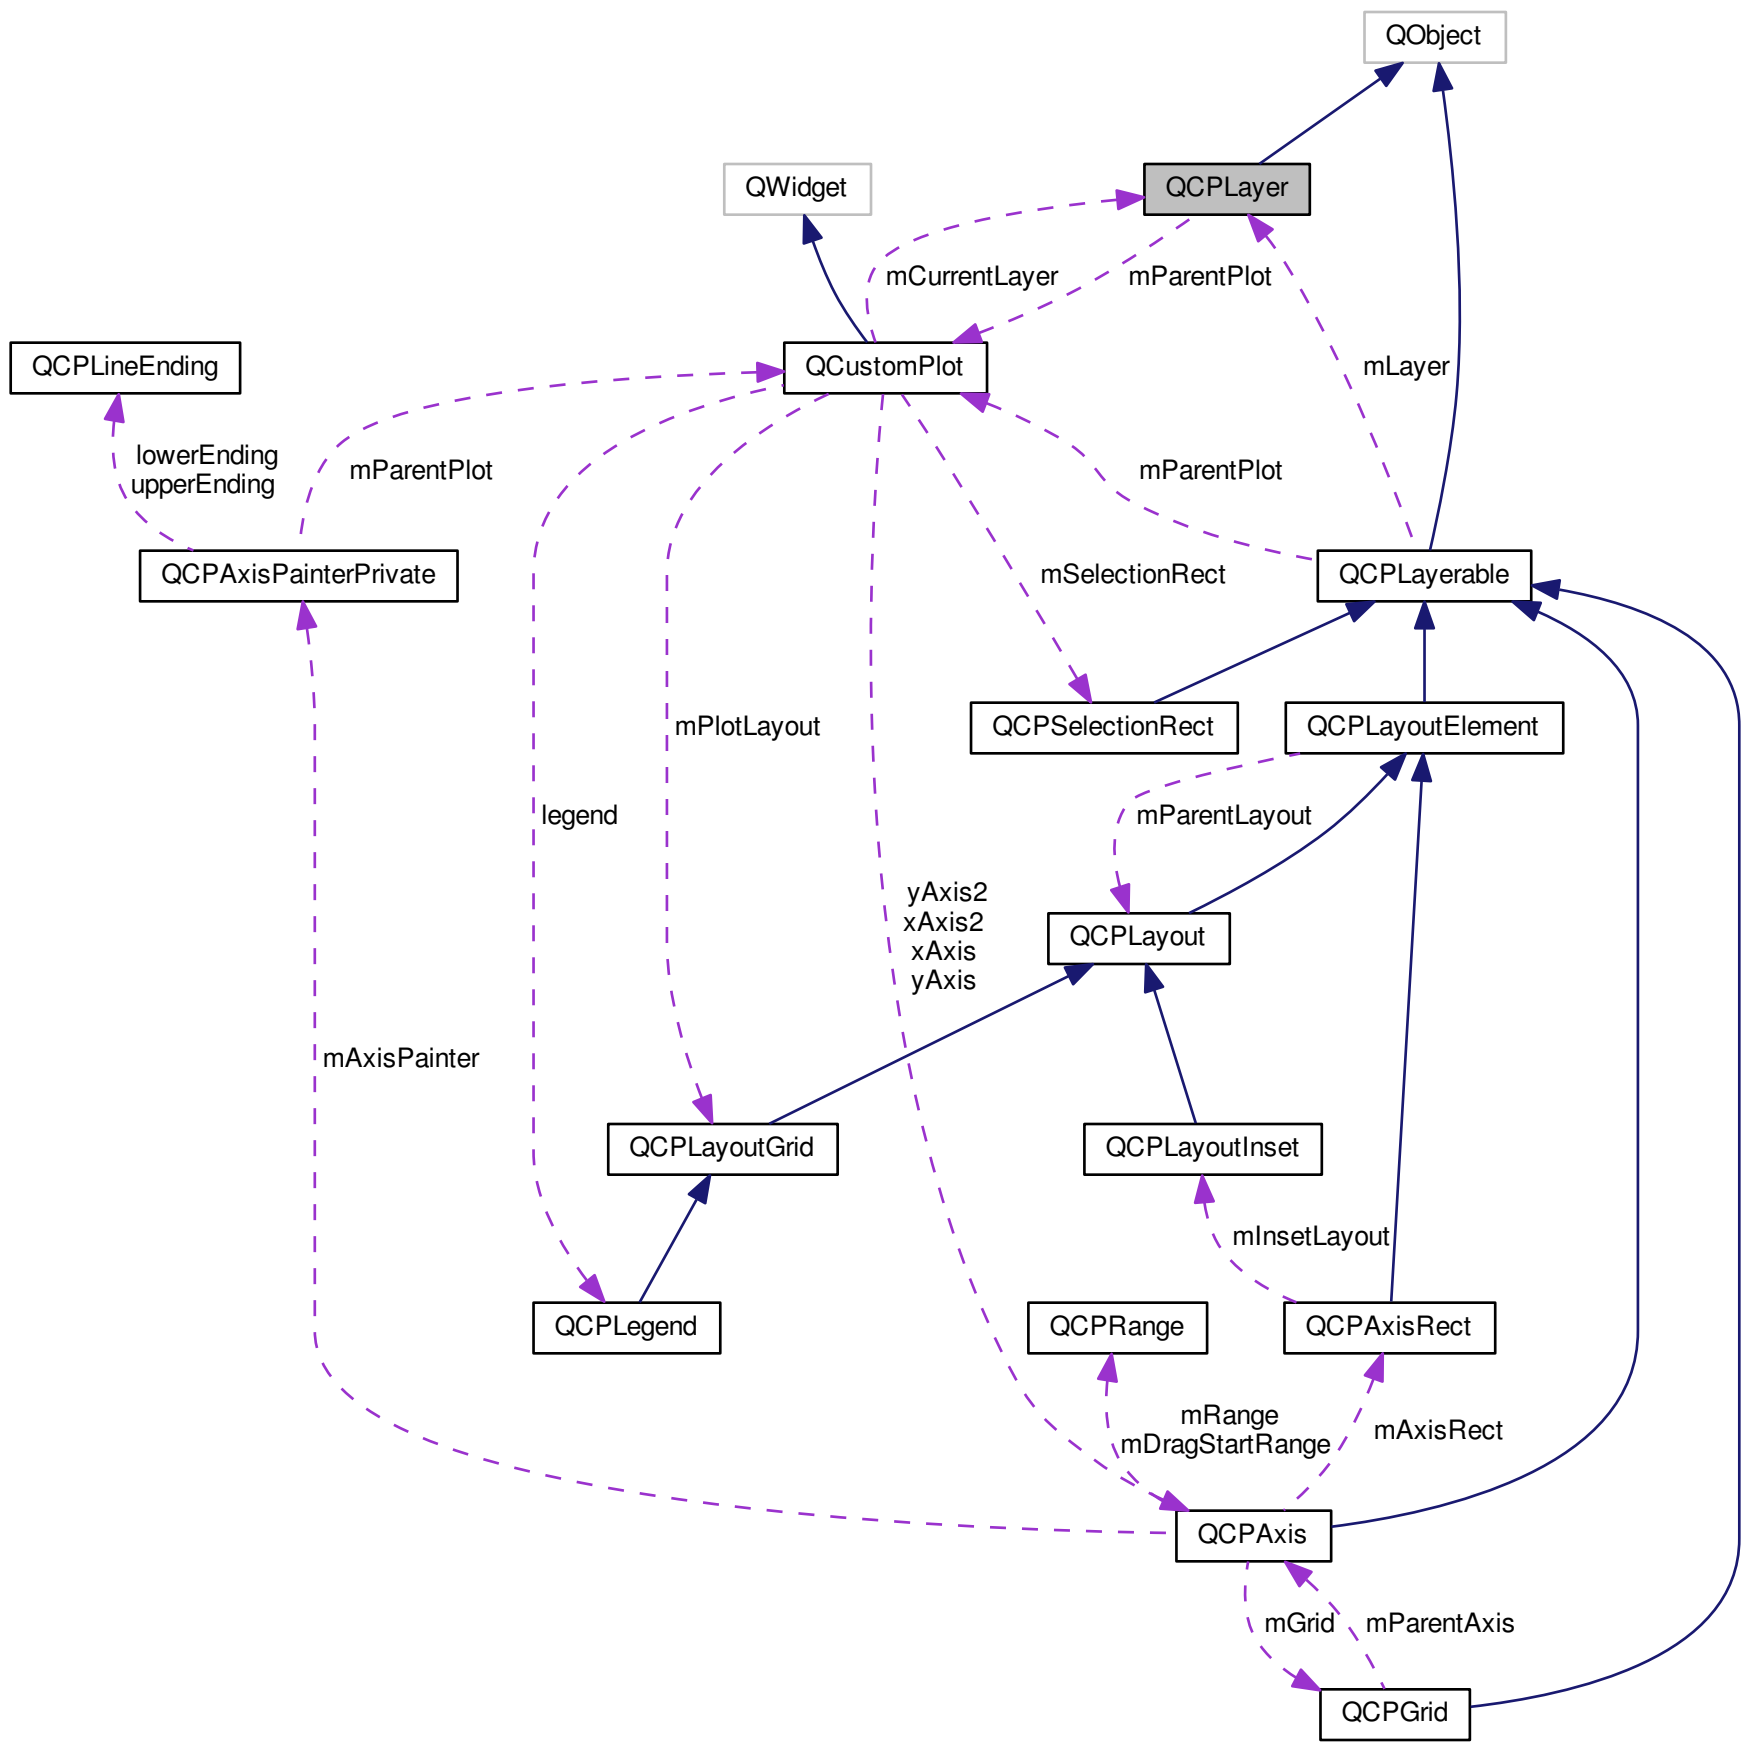 QObject
QWidget
QCPLayer
mCurrentLayer
mParentPlot
QCPLineEnding
QCustomPlot
mLayer
lowerEnding
upperEnding
mParentPlot
mParentPlot
QCPAxisPainterPrivate
mSelectionRect
QCPLayerable
mPlotLayout
QCPSelectionRect
QCPLayoutElement
legend
mParentLayout
yAxis2
xAxis2
xAxis
yAxis
QCPLayout
mAxisPainter
QCPLayoutGrid
QCPLayoutInset
mInsetLayout
QCPLegend
QCPRange
QCPAxisRect
mRange
mDragStartRange
mAxisRect
QCPAxis
mGrid
mParentAxis
QCPGrid